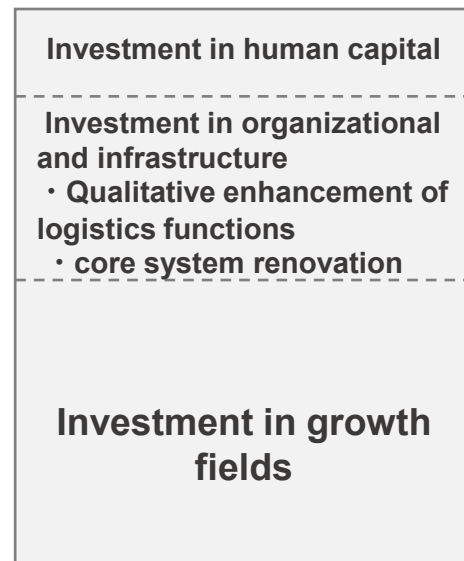 Investment in human capital
Investment in organizational
and infrastructure
・Qualitative enhancement of
logistics functions
・core system renovation
Investment in growth
fields